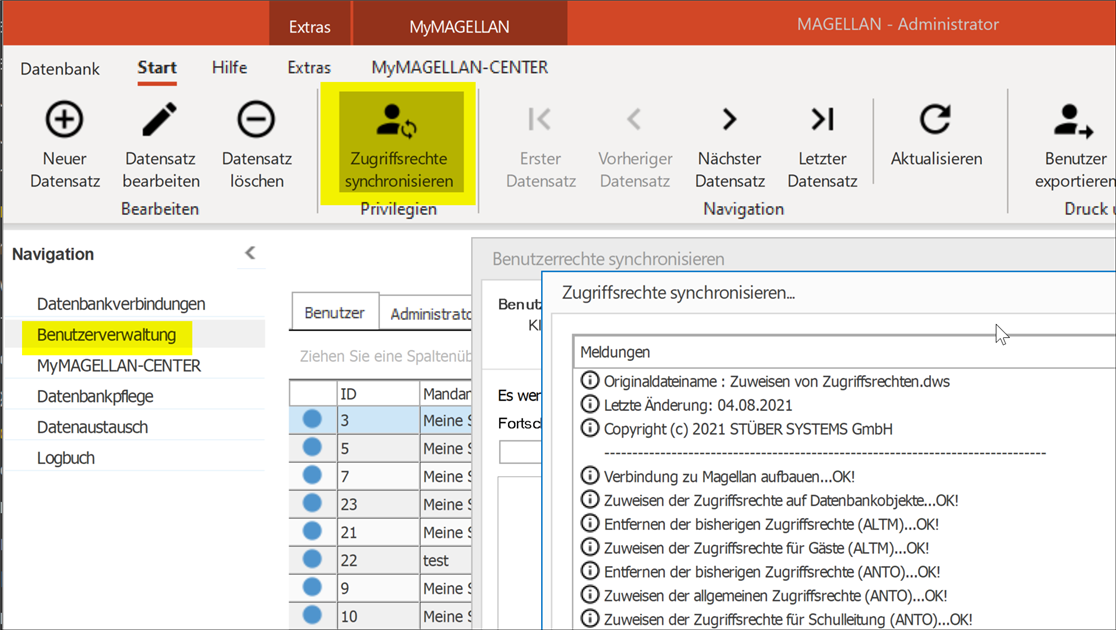 Extras MyMAGELLAN MAGELLAN - Administrator
Datenbank Start Hilfe Extras MyMAGELLAN-CENTER
Neuer Datensatz
Datensatz bearbeiten
Datensatz löschen
Bearbeiten
Zugriffsrechte synchronisieren
Privilegien
Erster Datensatz
Vorheriger Datensatz
Nächster Datensatz
Letzter Datensatz
Navigation
Aktualisieren
Benutzer exportieren
Druck u
Navigation
Datenbankverbindungen
Benutzerverwaltung
MyMAGELLAN-CENTER
Datenbankpflege
Datenaustausch
Logbuch
Benutzer Administrato
Ziehen Sie eine Spaltenüb
ID Mandan
3 Meine S
5 Meine S
7 Meine S
23 Meine S
21 Meine S
22 test
9 Meine S
10 Meine S
Benutzerrechte synchronisieren
Benutz
Kl
Es wer
Fortsch
Zugriffsrechte synchronisieren...
Meldungen
Originaldateiname : Zuweisen von Zugriffsrechten.dws
Letzte Änderung: 04.08.2021
Copyright (c) 2021 STÜBER SYSTEMS GmbH
--------------------------------------------------------------------------------
Verbindung zu Magellan aufbauen...OK!
Zuweisen der Zugriffsrechte auf Datenbankobjekte...OK!
Entfernen der bisherigen Zugriffsrechte (ALTM)...OK!
Zuweisen der Zugriffsrechte für Gäste (ALTM)...OK!
Entfernen der bisherigen Zugriffsrechte (ANTO)...OK!
Zuweisen der allgemeinen Zugriffsrechte (ANTO)...OK!
Zuweisen der Zugriffsrechte für Schulleitung (ANTO)...OK!